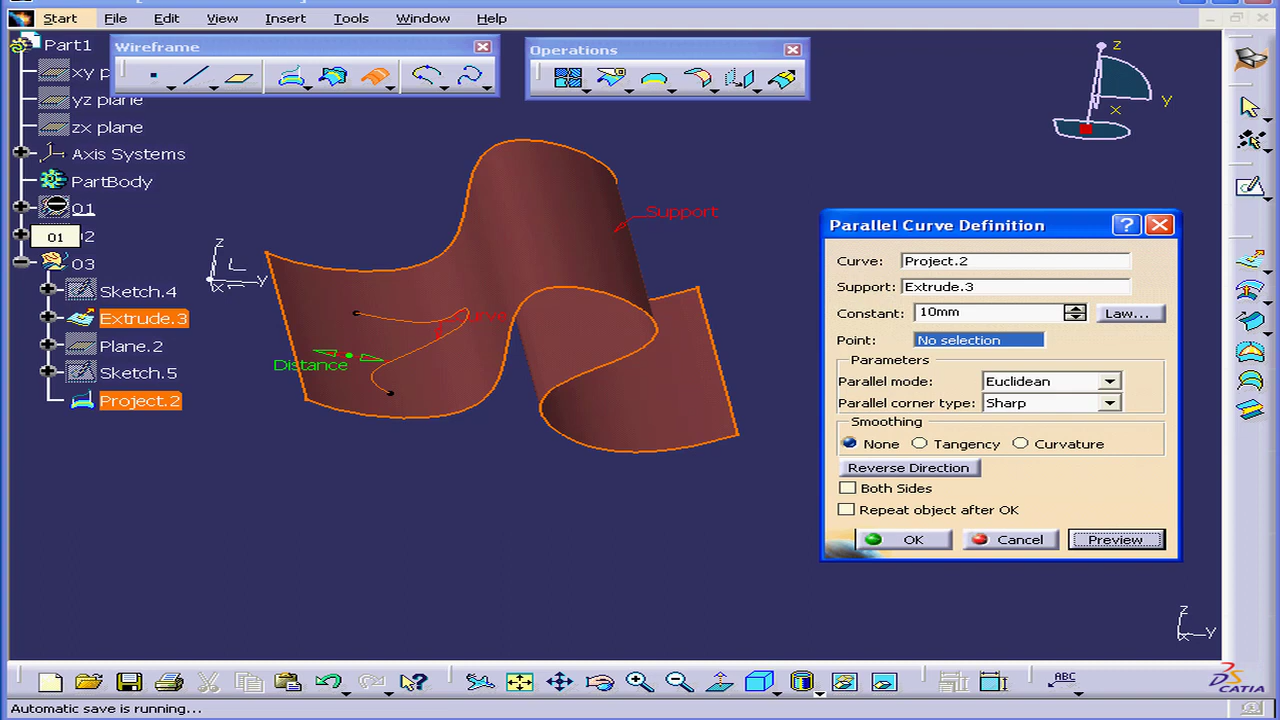 Start File Edit View Insert Tools Window Help
Part1
Wireframe
Operations
xy p
yz plane
zx plane
Axis Systems
PartBody
01
01
2
03
Sketch.4
Extrude.3
Plane.2
Sketch.5
Project.2
z
y
x
Support
Distance
z
y
x
Parallel Curve Definition
?
Curve: Project.2
Support: Extrude.3
Constant: 10mm Law...
Point: No selection
Parameters
Parallel mode: Euclidean
Parallel corner type: Sharp
Smoothing
None Tangency Curvature
Reverse Direction
Both Sides
Repeat object after OK
OK Cancel Preview
z
x y
ABC
CATIA
Automatic save is running...